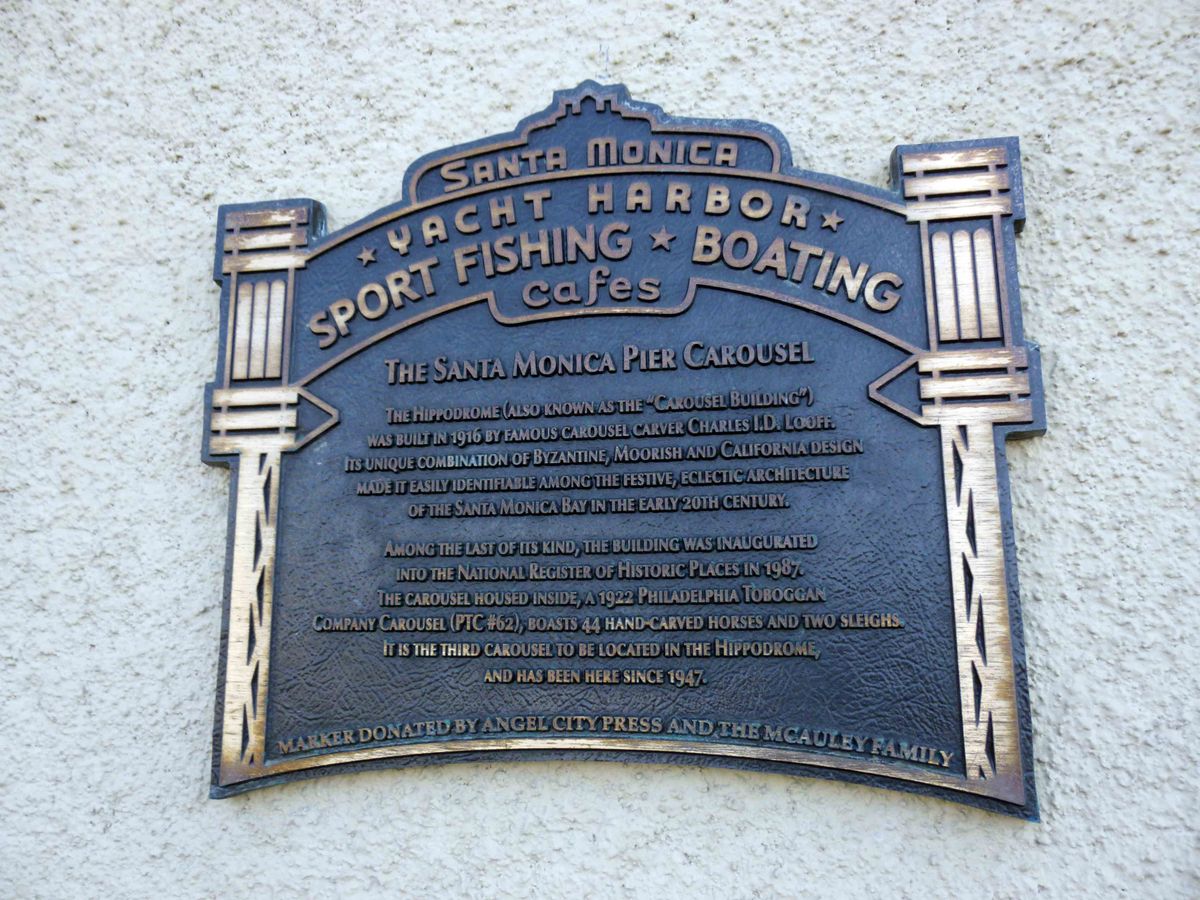 SANTA MONICA
★ YACHT HARBOR ★
SPORT FISHING ★ BOATING
cafes
THE SANTA MONICA PIER CAROUSEL
THE HIPPODROME (ALSO KNOWN AS THE “CAROUSEL BUILDING”)
WAS BUILT IN 1916 BY FAMOUS CAROUSEL CARVER CHARLES I.D. LOOFF.
ITS UNIQUE COMBINATION OF BYZANTINE, MOORISH AND CALIFORNIA DESIGN
MADE IT EASILY IDENTIFIABLE AMONG THE FESTIVE, ECLECTIC ARCHITECTURE
OF THE SANTA MONICA BAY IN THE EARLY 20TH CENTURY.
AMONG THE LAST OF ITS KIND, THE BUILDING WAS INAUGURATED
INTO THE NATIONAL REGISTER OF HISTORIC PLACES IN 1987.
THE CAROUSEL HOUSED INSIDE, A 1922 PHILADELPHIA TOBOGGAN
COMPANY CAROUSEL (PTC #62), BOASTS 44 HAND-CARVED HORSES AND TWO SLEIGHS.
IT IS THE THIRD CAROUSEL TO BE LOCATED IN THE HIPPODROME,
AND HAS BEEN HERE SINCE 1947.
MARKER DONATED BY ANGEL CITY PRESS AND THE MCAULEY FAMILY